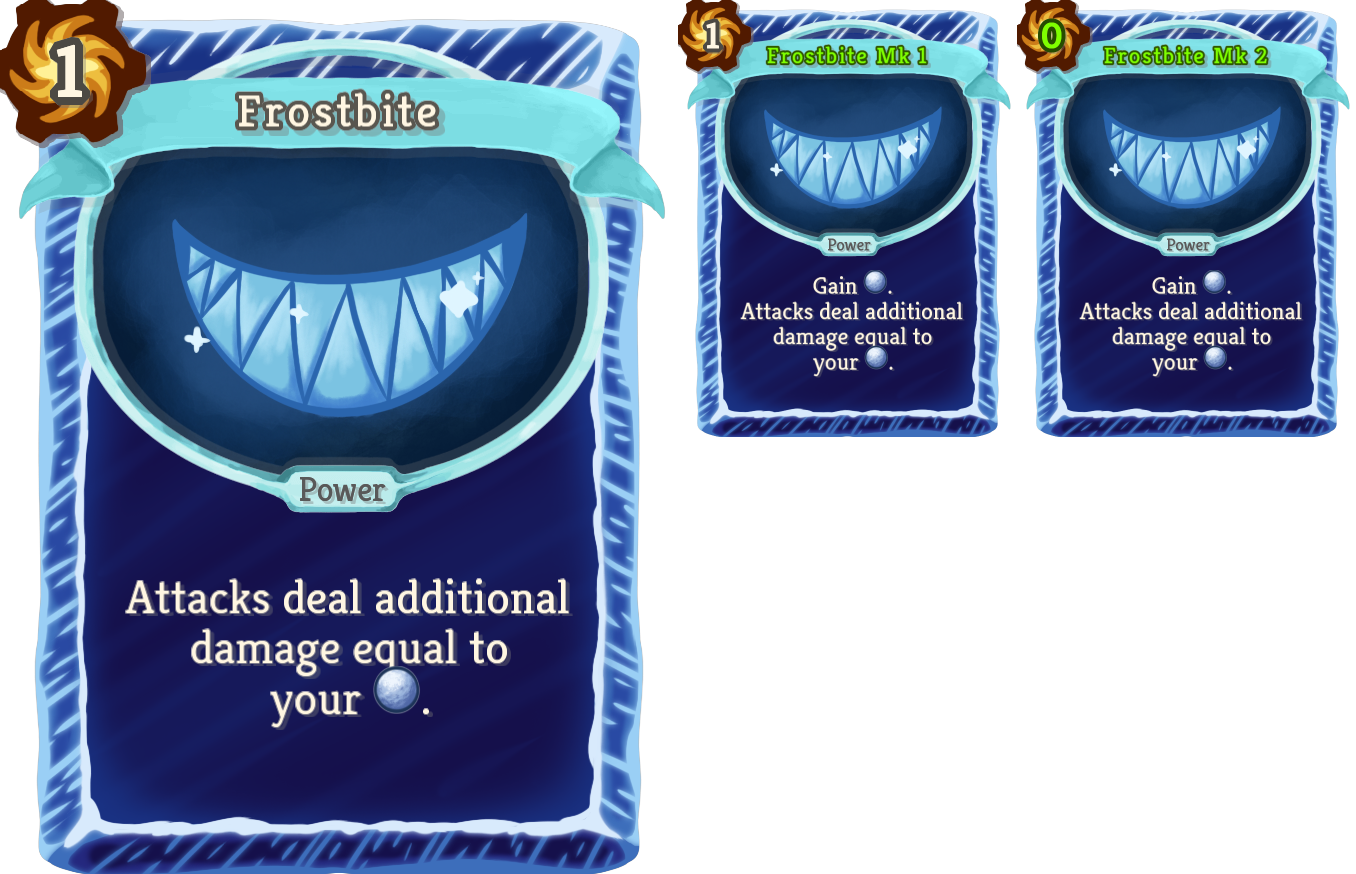 1
Frostbite
Power
Attacks deal additional
damage equal to
your .
1
Frostbite Mk 1
Power
Gain .
Attacks deal additional
damage equal to
your .
0
Frostbite Mk 2
Power
Gain .
Attacks deal additional
damage equal to
your .